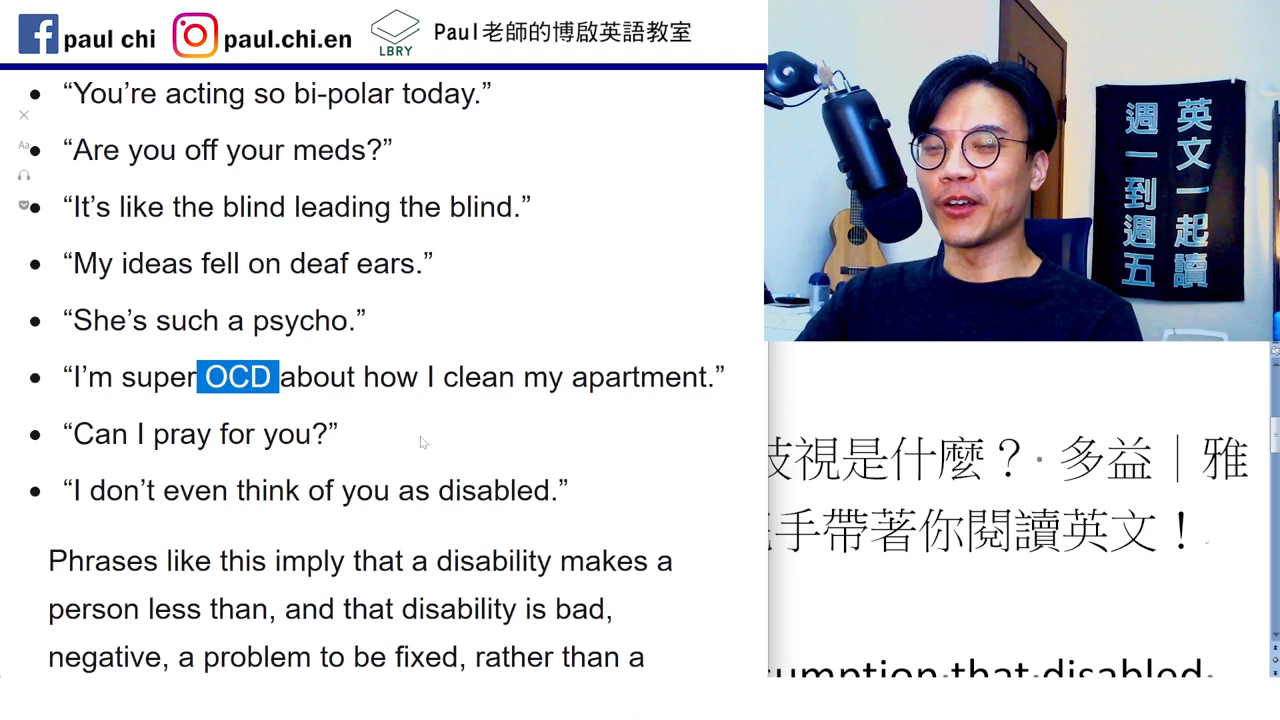 paul chi
paul.chi.en
LBRY
Paul老師的博啟英語教室
“You’re acting so bi-polar today.”
“Are you off your meds?”
“It’s like the blind leading the blind.”
“My ideas fell on deaf ears.”
“She’s such a psycho.”
“I’m super OCD about how I clean my apartment.”
“Can I pray for you?”
“I don’t even think of you as disabled.”
Phrases like this imply that a disability makes a
person less than, and that disability is bad,
negative, a problem to be fixed, rather than a
英文一起讀
週一到週五
視是什麼？多益｜雅
手帶著你閱讀英文！
that disabled